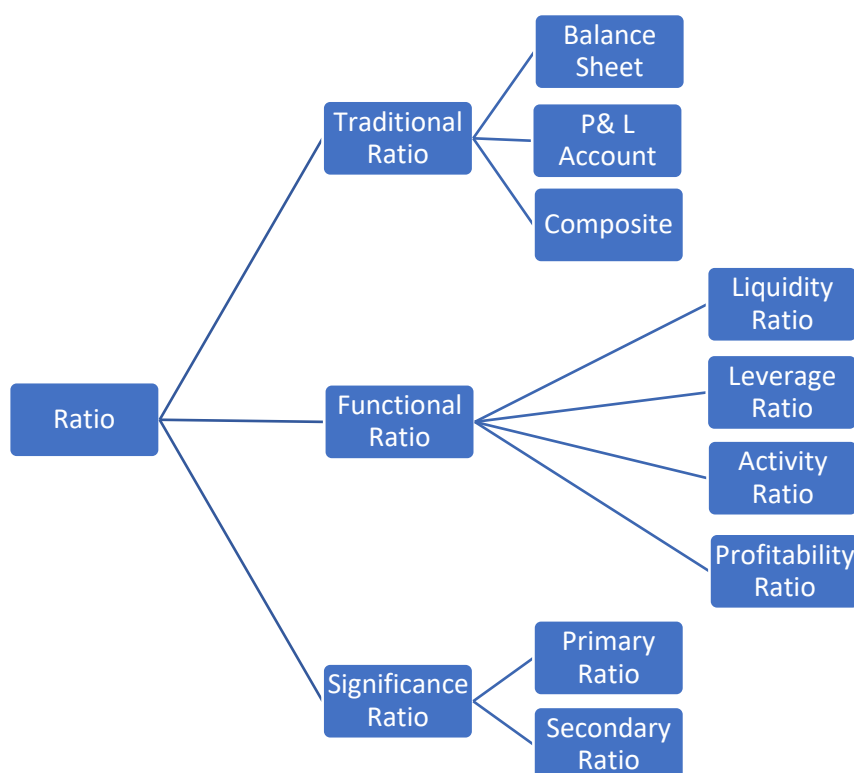 Balance
Sheet
Traditional
Ratio
P& L
Account
Composite
Liquidity
Ratio
Leverage
Ratio
Ratio
Functional
Ratio
Activity
Ratio
Profitability
Ratio
Primary
Ratio
Significance
Ratio
Secondary
Ratio